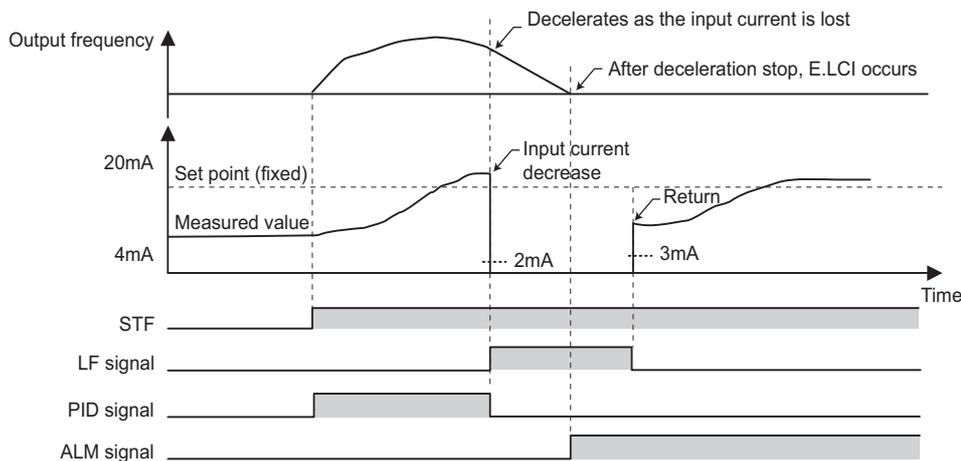 Decelerates as the input current is lost
Output frequency
After deceleration stop, E.LCI occurs
20mA
Input current
decrease
Set point (fixed)
Return
Measured value
4mA
2mA
3mA
Time
STF
LF signal
PID signal
ALM signal